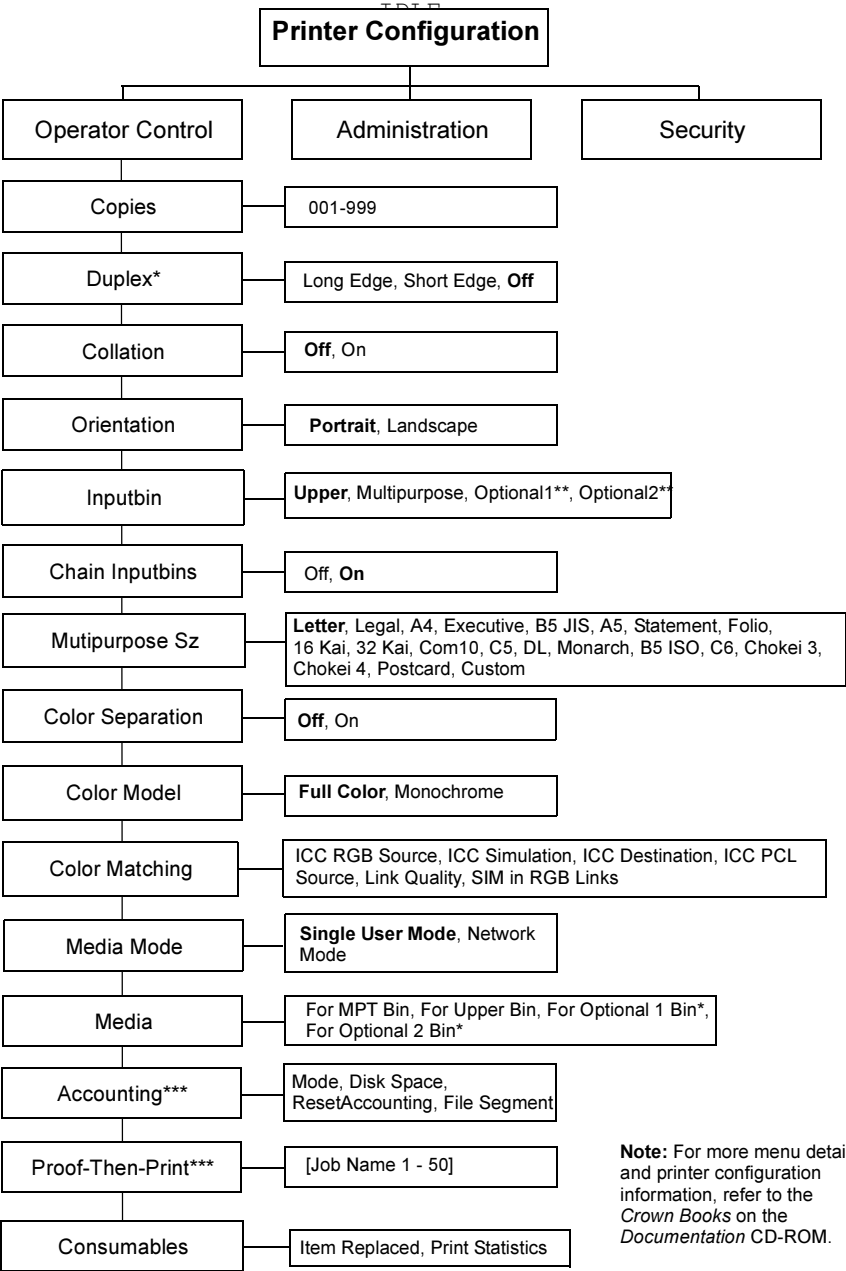 IDLE
Printer Configuration
Operator Control
Administration
Security
Copies
001-999
Duplex*
Long Edge, Short Edge, Off
Collation
Off, On
Orientation
Portrait, Landscape
Inputbin
Upper, Multipurpose, Optional1**, Optional2**
Chain Inputbins
Off, On
Mutipurpose Sz
Letter, Legal, A4, Executive, B5 JIS, A5, Statement, Folio,
16 Kai, 32 Kai, Com10, C5, DL, Monarch, B5 ISO, C6, Chokei 3,
Chokei 4, Postcard, Custom
Color Separation
Off, On
Color Model
Full Color, Monochrome
Color Matching
ICC RGB Source, ICC Simulation, ICC Destination, ICC PCL
Source, Link Quality, SIM in RGB Links
Media Mode
Single User Mode, Network
Mode
Media
For MPT Bin, For Upper Bin, For Optional 1 Bin*,
For Optional 2 Bin*
Accounting***
Mode, Disk Space,
ResetAccounting, File Segment
Proof-Then-Print***
[Job Name 1 - 50]
Consumables
Item Replaced, Print Statistics
Note: For more menu detai
and printer configuration
information, refer to the
Crown Books on the
Documentation CD-ROM.